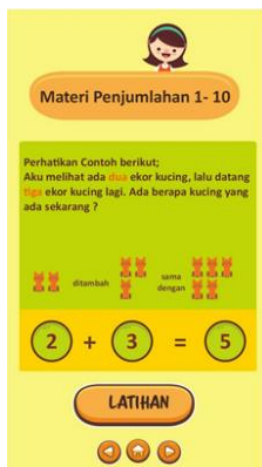 Materi Penjumlahan 1- 10
Perhatikan Contoh berikut;
Aku melihat ada dua ekor kucing, lalu datang
tiga ekor kucing lagi. Ada berapa kucing yang
ada sekarang ?
ditambah sama dengan
2 + 3 = 5
LATIHAN